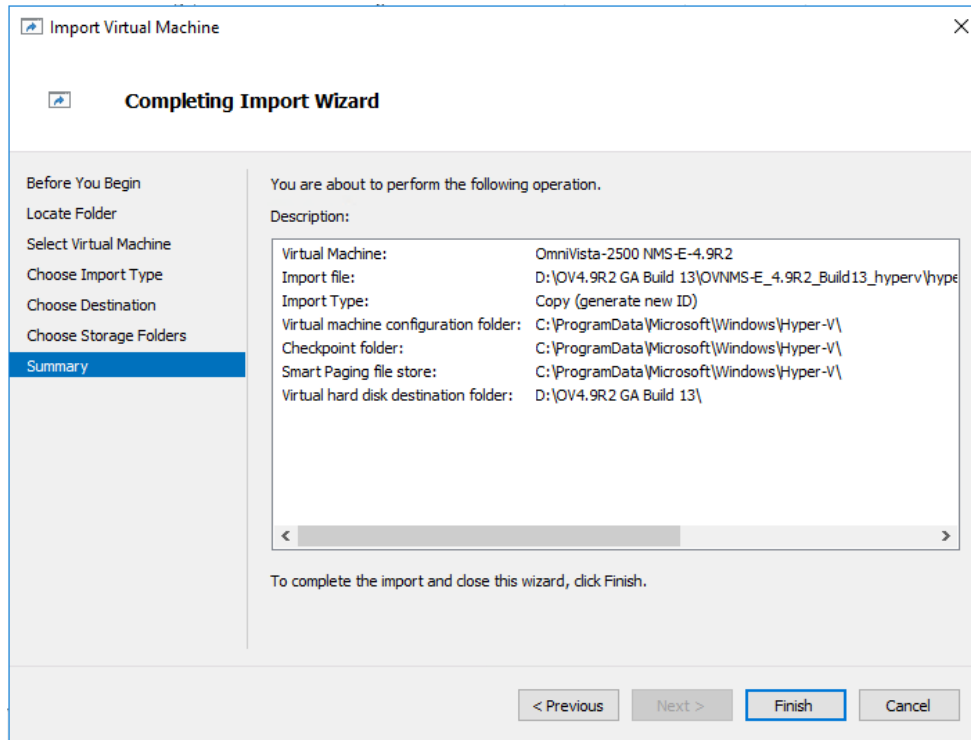 Import Virtual Machine
Completing Import Wizard
Before You Begin
Locate Folder
Select Virtual Machine
Choose Import Type
Choose Destination
Choose Storage Folders
Summary
You are about to perform the following operation.
Description:
Virtual Machine: OmniVista-2500 NMS-E-4.9R2
Import file: D:\OV4.9R2 GA Build 13\OVNMS-E_4.9R2_Build13_hyperv\hype
Import Type: Copy (generate new ID)
Virtual machine configuration folder: C:\ProgramData\Microsoft\Windows\Hyper-V\
Checkpoint folder: C:\ProgramData\Microsoft\Windows\Hyper-V\
Smart Paging file store: C:\ProgramData\Microsoft\Windows\Hyper-V\
Virtual hard disk destination folder: D:\OV4.9R2 GA Build 13\
To complete the import and close this wizard, click Finish.
< Previous Next > Finish Cancel